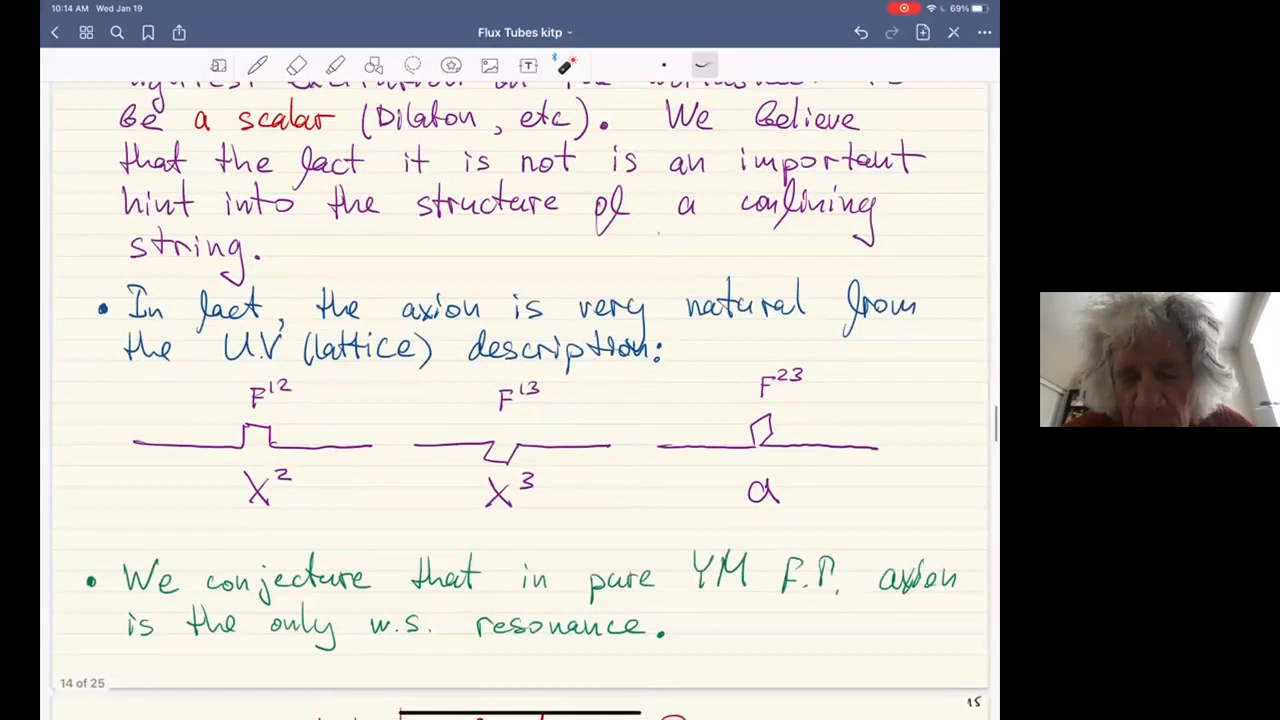 10:14 AM Wed Jan 19
69%
Flux Tubes kitp
be a scalar (Dilaton, etc). We believe
that the fact it is not is an important
hint into the structure of a confining
string.
• In fact, the axion is very natural from
the U.V (lattice) description:
F¹² F¹³ F²³
X² X³ a
• We conjecture that in pure YM F.T. axion
is the only w.s. resonance.
14 of 25
15